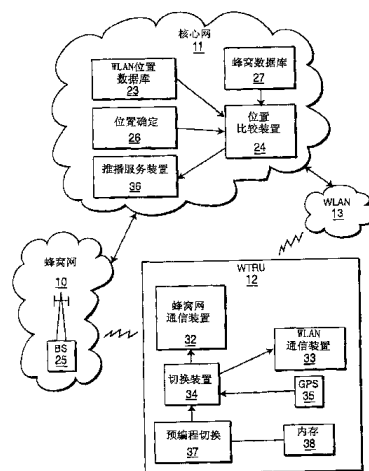 核心网
11
WLAN位置
数据库
23
蜂窝数据库
27
位置确定
26
位置
比较装置
24
推播服务装置
36
WLAN
13
蜂窝网
10
BS
25
WTRU
12
蜂窝网
通信装置
32
WLAN
通信装置
33
切换装置
34
GPS
35
预编程切换
37
内存
38